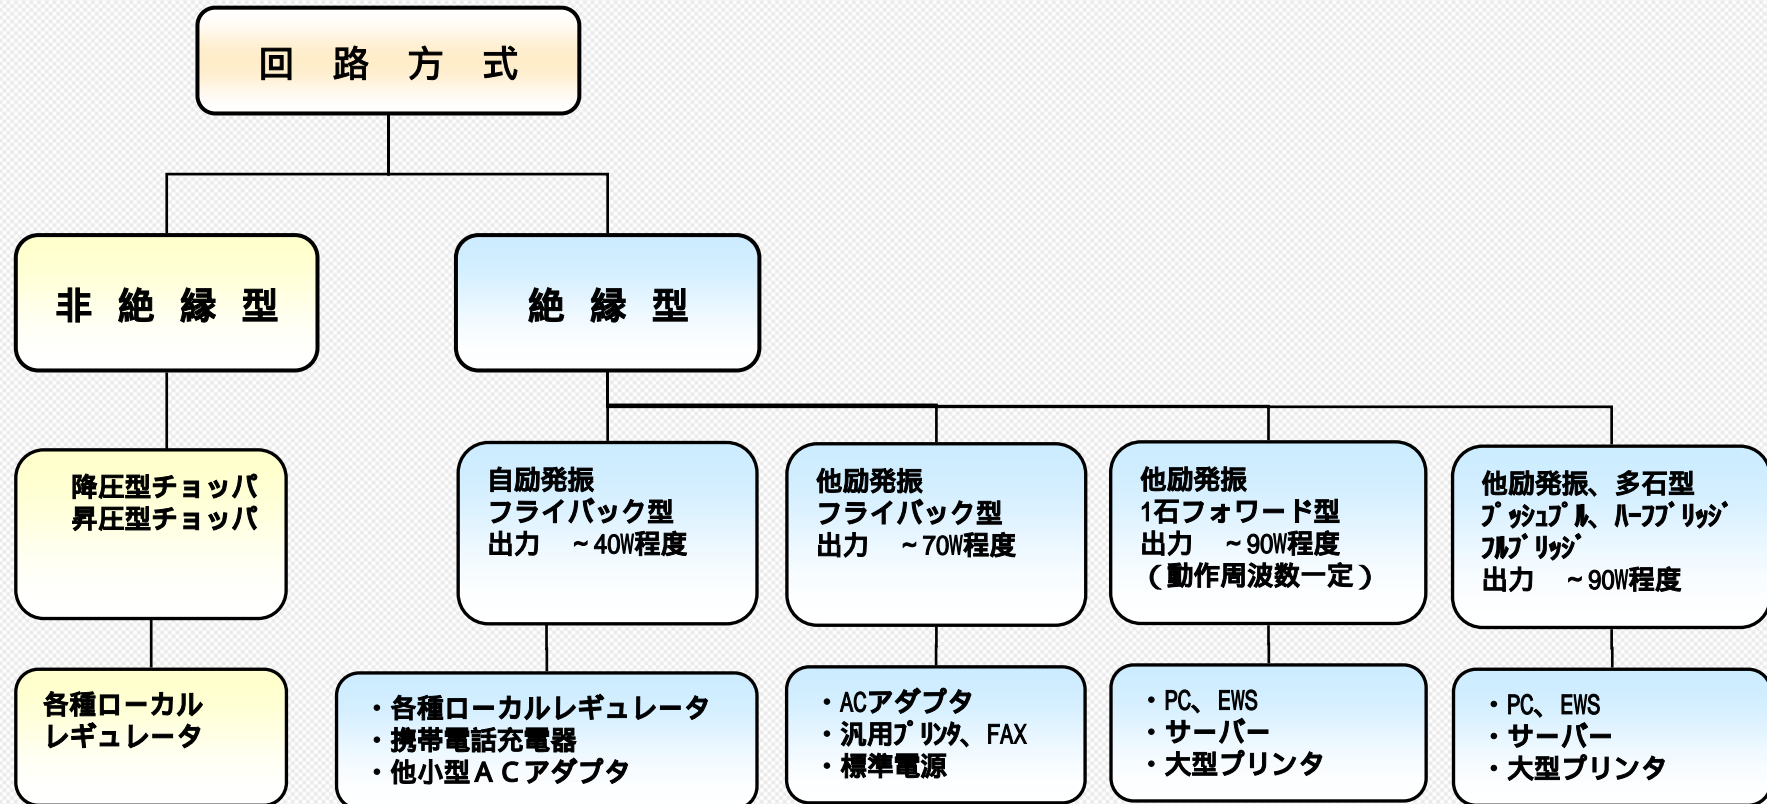 回 路 方 式
非 絶 縁 型
絶 縁 型
降圧型チョッパ
昇圧型チョッパ
自励発振
フライバック型
出力 ~40W程度
他励発振
フライバック型
出力 ~70W程度
他励発振
1石フォワード型
出力 ~90W程度
(動作周波数一定)
他励発振、多石型
プッシュプル、ハーフブリッジ
フルブリッジ
出力 ~90W程度
各種ローカル
レギュレータ
・各種ローカルレギュレータ
・携帯電話充電器
・他小型ACアダプタ
・ACアダプタ
・汎用プリンタ、FAX
・標準電源
・PC、EWS
・サーバー
・大型プリンタ
・PC、EWS
・サーバー
・大型プリンタ